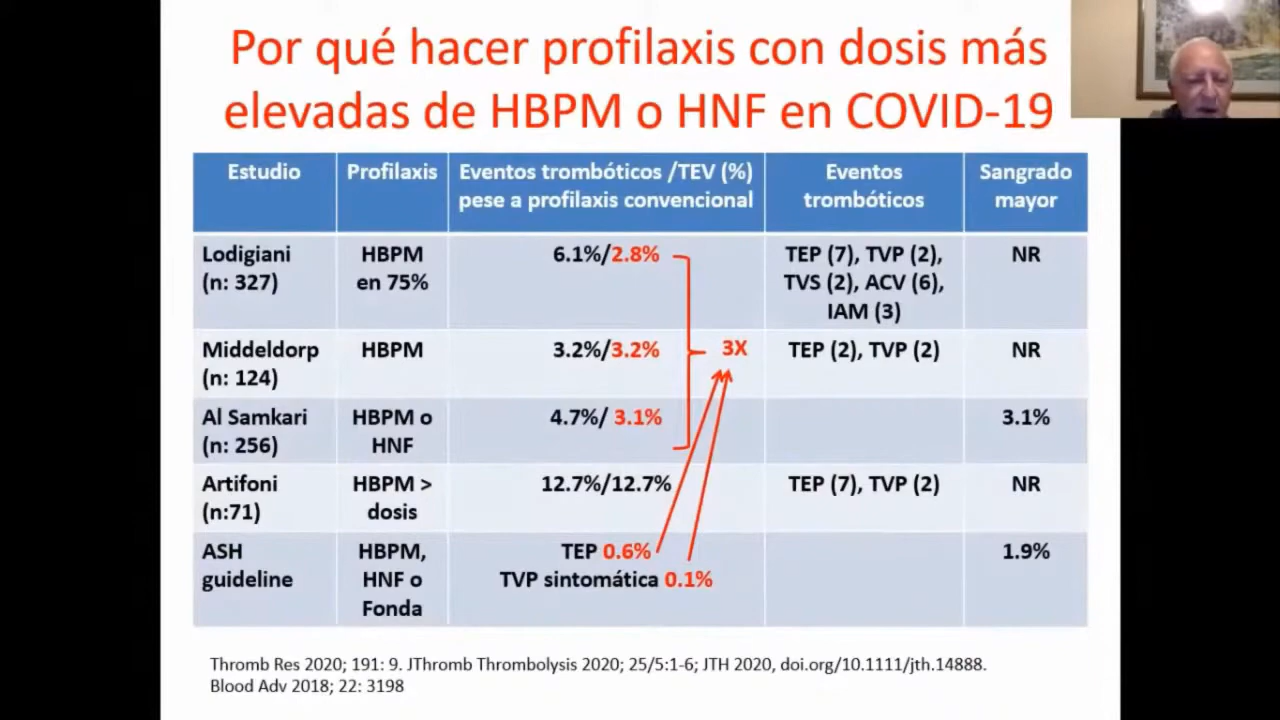 Por qué hacer profilaxis con dosis más
elevadas de HBPM o HNF en COVID-19
Estudio
Profilaxis
Eventos trombóticos /TEV (%)
pese a profilaxis convencional
Eventos
trombóticos
Sangrado
mayor
Lodigiani
(n: 327)
HBPM
en 75%
6.1%/2.8%
TEP (7), TVP (2),
TVS (2), ACV (6),
IAM (3)
NR
Middeldorp
(n: 124)
HBPM
3.2%/3.2%
3X
TEP (2), TVP (2)
NR
Al Samkari
(n: 256)
HBPM o
HNF
4.7%/ 3.1%
3.1%
Artifoni
(n:71)
HBPM >
dosis
12.7%/12.7%
TEP (7), TVP (2)
NR
ASH
guideline
HBPM,
HNF o
Fonda
TEP 0.6%
TVP sintomática 0.1%
1.9%
Thromb Res 2020; 191: 9. JThromb Thrombolysis 2020; 25/5:1-6; JTH 2020, doi.org/10.1111/jth.14888.
Blood Adv 2018; 22: 3198